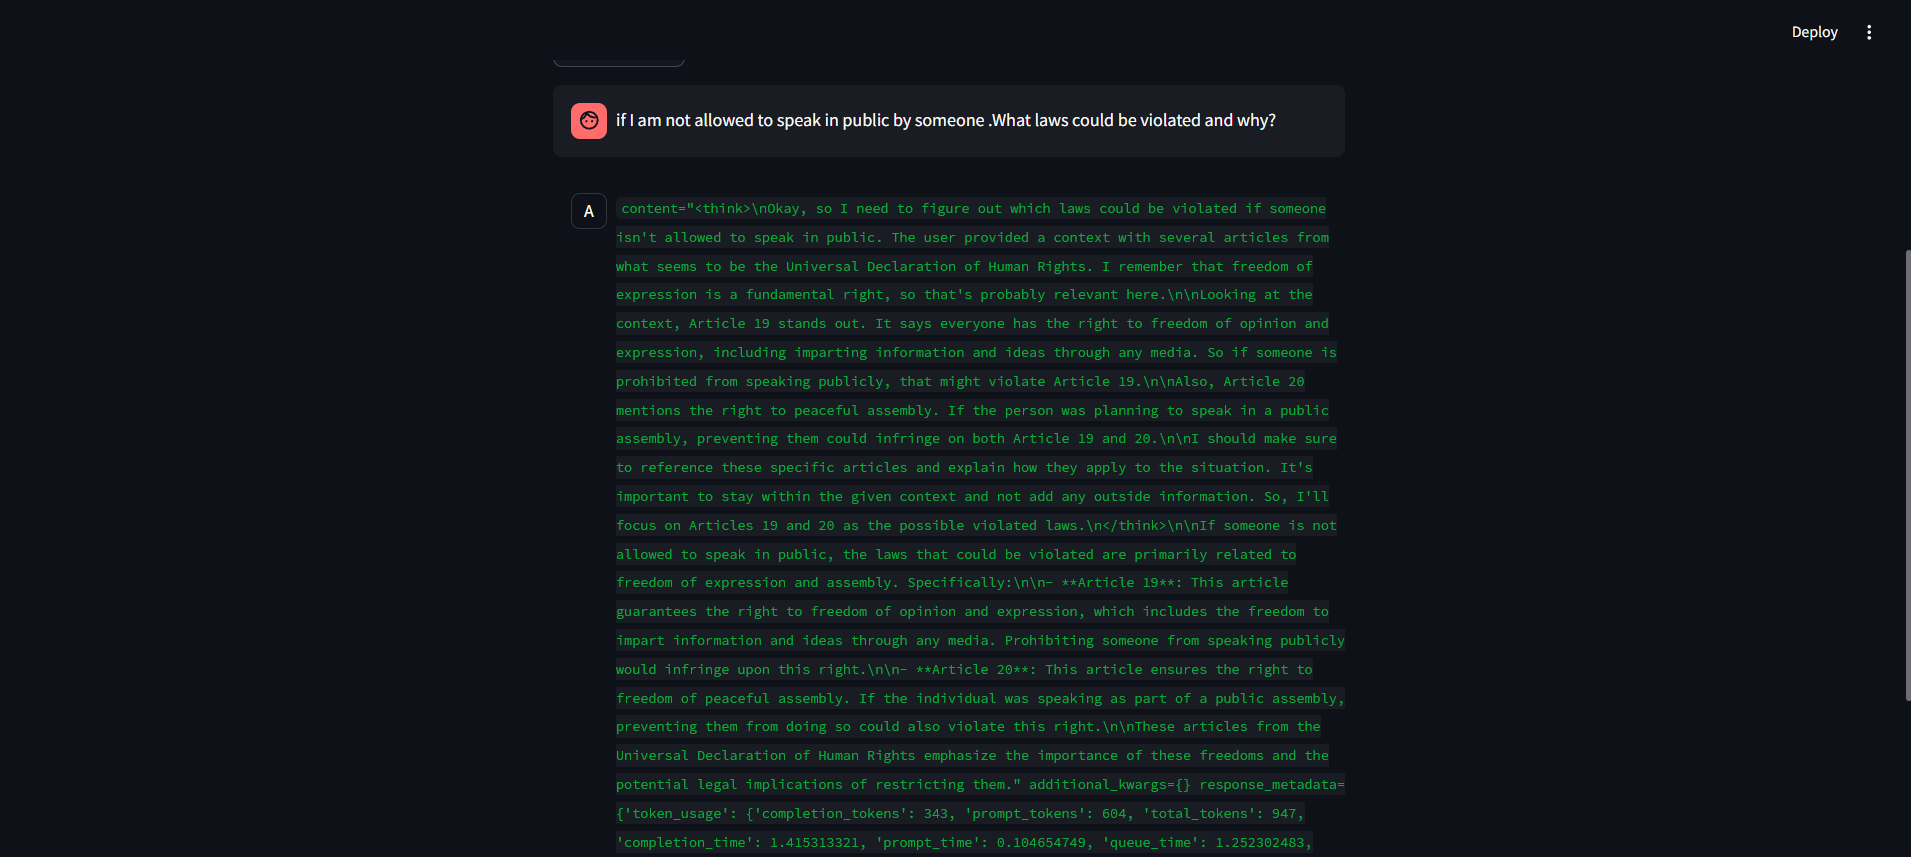 Deploy
if I am not allowed to speak in public by someone .What laws could be violated and why?
A
content="<think>\nOkay, so I need to figure out which laws could be violated if someone
isn't allowed to speak in public. The user provided a context with several articles from
what seems to be the Universal Declaration of Human Rights. I remember that freedom of
expression is a fundamental right, so that's probably relevant here.\n\nLooking at the
context, Article 19 stands out. It says everyone has the right to freedom of opinion and
expression, including imparting information and ideas through any media. So if someone is
prohibited from speaking publicly, that might violate Article 19.\n\nAlso, Article 20
mentions the right to peaceful assembly. If the person was planning to speak in a public
assembly, preventing them could infringe on both Article 19 and 20.\n\nI should make sure
to reference these specific articles and explain how they apply to the situation. It's
important to stay within the given context and not add any outside information. So, I'll
focus on Articles 19 and 20 as the possible violated laws.\n</think>\n\nIf someone is not
allowed to speak in public, the laws that could be violated are primarily related to
freedom of expression and assembly. Specifically:\n\n- **Article 19**: This article
guarantees the right to freedom of opinion and expression, which includes the freedom to
impart information and ideas through any media. Prohibiting someone from speaking publicly
would infringe upon this right.\n\n- **Article 20**: This article ensures the right to
freedom of peaceful assembly. If the individual was speaking as part of a public assembly,
preventing them from doing so could also violate this right.\n\nThese articles from the
Universal Declaration of Human Rights emphasize the importance of these freedoms and the
potential legal implications of restricting them." additional_kwargs={} response_metadata=
{'token_usage': {'completion_tokens': 343, 'prompt_tokens': 604, 'total_tokens': 947,
'completion_time': 1.415313321, 'prompt_time': 0.104654749, 'queue_time': 1.252302483,